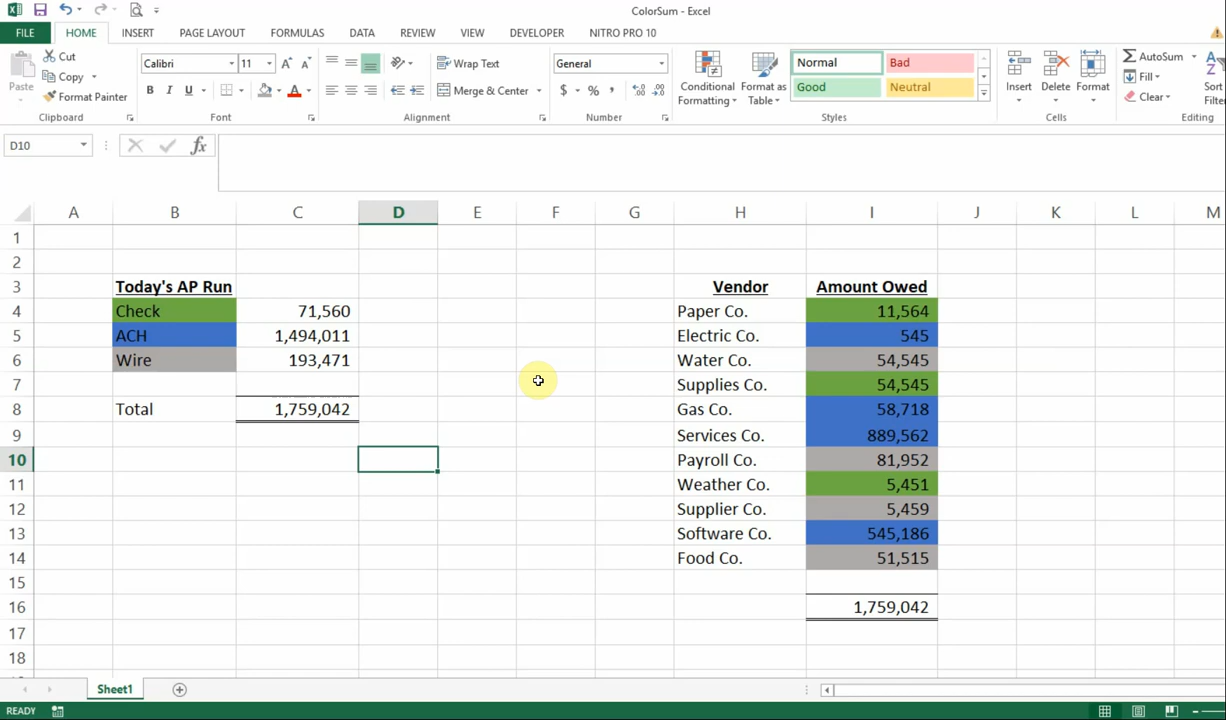 ColorSum - Excel
FILE HOME INSERT PAGE LAYOUT FORMULAS DATA REVIEW VIEW DEVELOPER NITRO PRO 10
Paste
Cut
Copy
Format Painter
Clipboard
Calibri 11
B I U
Font
Wrap Text
Merge & Center
Alignment
General
$ % ,
Number
Conditional Formatting
Format as Table
Normal Bad
Good Neutral
Styles
Insert Delete Format
Cells
AutoSum
Fill
Clear
Sort
Editing
D10 fx
A B C D E F G H I J K L M
1
2
3 Today's AP Run Vendor Amount Owed
4 Check 71,560 Paper Co. 11,564
5 ACH 1,494,011 Electric Co. 545
6 Wire 193,471 Water Co. 54,545
7 Supplies Co. 54,545
8 Total 1,759,042 Gas Co. 58,718
9 Services Co. 889,562
10 Payroll Co. 81,952
11 Weather Co. 5,451
12 Supplier Co. 5,459
13 Software Co. 545,186
14 Food Co. 51,515
15
16 1,759,042
17
18
Sheet1
READY